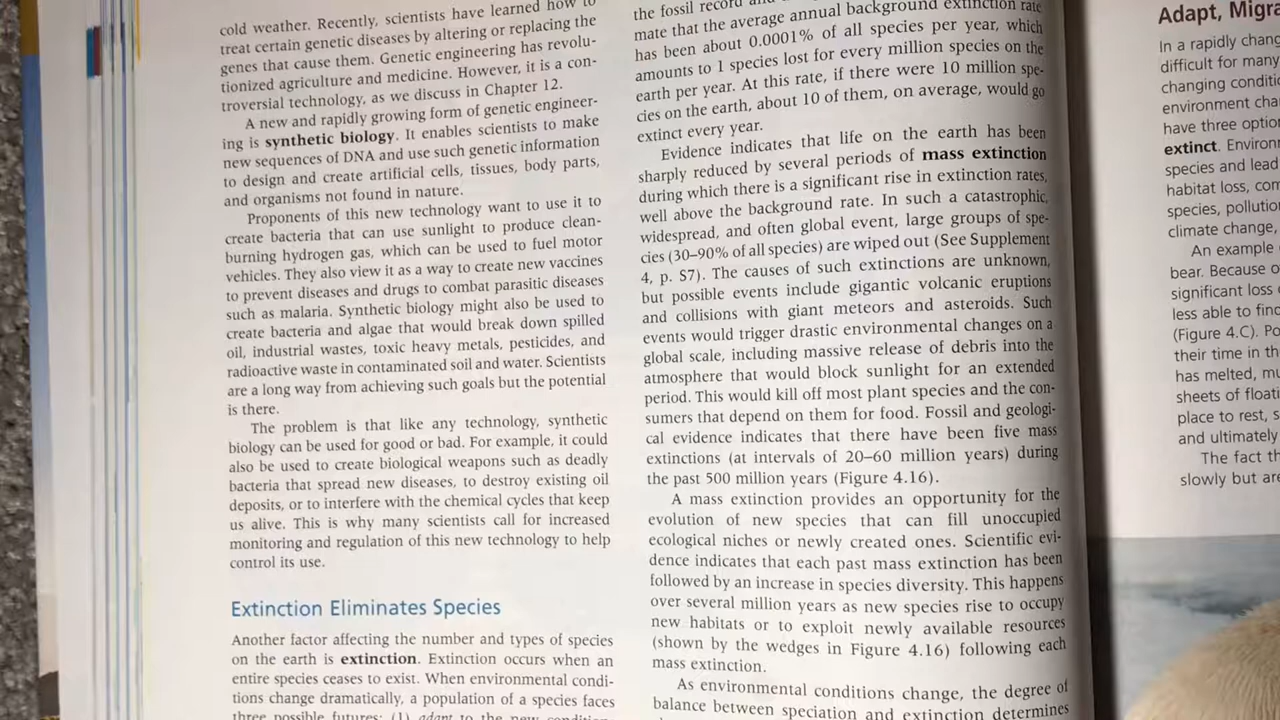 cold weather. Recently, scientists have learned how to
treat certain genetic diseases by altering or replacing the
genes that cause them. Genetic engineering has revolu-
tionized agriculture and medicine. However, it is a con-
troversial technology, as we discuss in Chapter 12.
A new and rapidly growing form of genetic engineer-
ing is synthetic biology. It enables scientists to make
new sequences of DNA and use such genetic information
to design and create artificial cells, tissues, body parts,
and organisms not found in nature.
Proponents of this new technology want to use it to
create bacteria that can use sunlight to produce clean-
burning hydrogen gas, which can be used to fuel motor
vehicles. They also view it as a way to create new vaccines
to prevent diseases and drugs to combat parasitic diseases
such as malaria. Synthetic biology might also be used to
create bacteria and algae that would break down spilled
oil, industrial wastes, toxic heavy metals, pesticides, and
radioactive waste in contaminated soil and water. Scientists
are a long way from achieving such goals but the potential
is there.
The problem is that like any technology, synthetic
biology can be used for good or bad. For example, it could
also be used to create biological weapons such as deadly
bacteria that spread new diseases, to destroy existing oil
deposits, or to interfere with the chemical cycles that keep
us alive. This is why many scientists call for increased
monitoring and regulation of this new technology to help
control its use.
Extinction Eliminates Species
Another factor affecting the number and types of species
on the earth is extinction. Extinction occurs when an
entire species ceases to exist. When environmental condi-
tions change dramatically, a population of a species faces
three possible futures: (1) adapt to the new
the fossil record
mate that the average annual background extinction rate
has been about 0.0001% of all species per year, which
amounts to 1 species lost for every million species on the
earth per year. At this rate, if there were 10 million spe-
cies on the earth, about 10 of them, on average, would go
extinct every year.
Evidence indicates that life on the earth has been
sharply reduced by several periods of mass extinction
during which there is a significant rise in extinction rates,
well above the background rate. In such a catastrophic,
widespread, and often global event, large groups of spe-
cies (30–90% of all species) are wiped out (See Supplement
4, p. S7). The causes of such extinctions are unknown,
but possible events include gigantic volcanic eruptions
and collisions with giant meteors and asteroids. Such
events would trigger drastic environmental changes on a
global scale, including massive release of debris into the
atmosphere that would block sunlight for an extended
period. This would kill off most plant species and the con-
sumers that depend on them for food. Fossil and geologi-
cal evidence indicates that there have been five mass
extinctions (at intervals of 20–60 million years) during
the past 500 million years (Figure 4.16).
A mass extinction provides an opportunity for the
evolution of new species that can fill unoccupied
ecological niches or newly created ones. Scientific evi-
dence indicates that each past mass extinction has been
followed by an increase in species diversity. This happens
over several million years as new species rise to occupy
new habitats or to exploit newly available resources
(shown by the wedges in Figure 4.16) following each
mass extinction.
As environmental conditions change, the degree of
balance between speciation and extinction determines
Adapt, Migra
In a rapidly chang
difficult for many
changing conditi
environment cha
have three option
extinct. Environ
species and lead
habitat loss, com
species, pollution
climate change,
An example
bear. Because o
significant loss
less able to find
(Figure 4.C). Po
their time in th
has melted, mu
sheets of floati
place to rest, s
and ultimately
The fact th
slowly but are